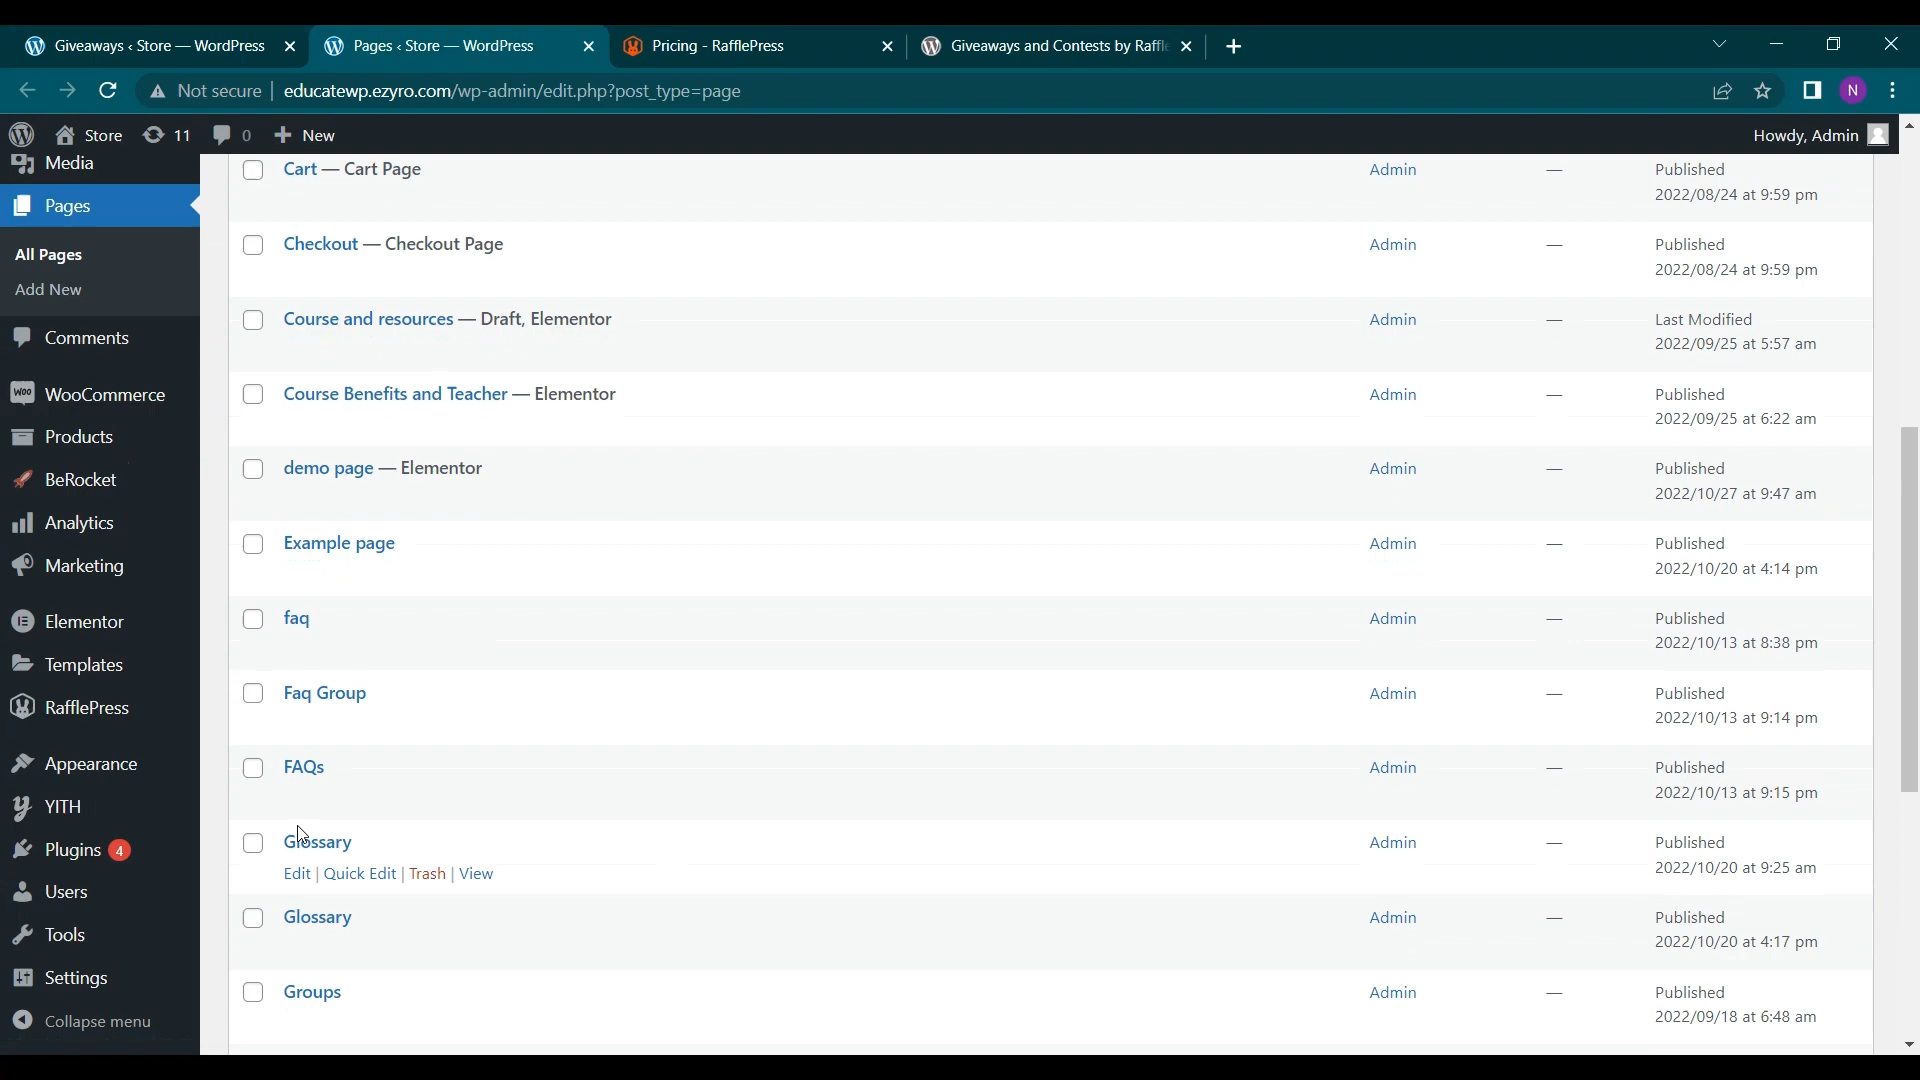 Giveaways ‹ Store — WordPress
Pages ‹ Store — WordPress
Pricing - RafflePress
Giveaways and Contests by Raffle
Not secure
educatewp.ezyro.com/wp-admin/edit.php?post_type=page
N
Store
11
0
New
Howdy, Admin
Media
Pages
All Pages
Add New
Comments
WooCommerce
Products
BeRocket
Analytics
Marketing
Elementor
Templates
RafflePress
Appearance
YITH
Plugins 4
Users
Tools
Settings
Collapse menu
Cart — Cart Page Admin — Published
2022/08/24 at 9:59 pm
Checkout — Checkout Page Admin — Published
2022/08/24 at 9:59 pm
Course and resources — Draft, Elementor Admin — Last Modified
2022/09/25 at 5:57 am
Course Benefits and Teacher — Elementor Admin — Published
2022/09/25 at 6:22 am
demo page — Elementor Admin — Published
2022/10/27 at 9:47 am
Example page Admin — Published
2022/10/20 at 4:14 pm
faq Admin — Published
2022/10/13 at 8:38 pm
Faq Group Admin — Published
2022/10/13 at 9:14 pm
FAQs Admin — Published
2022/10/13 at 9:15 pm
Glossary Admin — Published
Edit | Quick Edit | Trash | View 2022/10/20 at 9:25 am
Glossary Admin — Published
2022/10/20 at 4:17 pm
Groups Admin — Published
2022/09/18 at 6:48 am